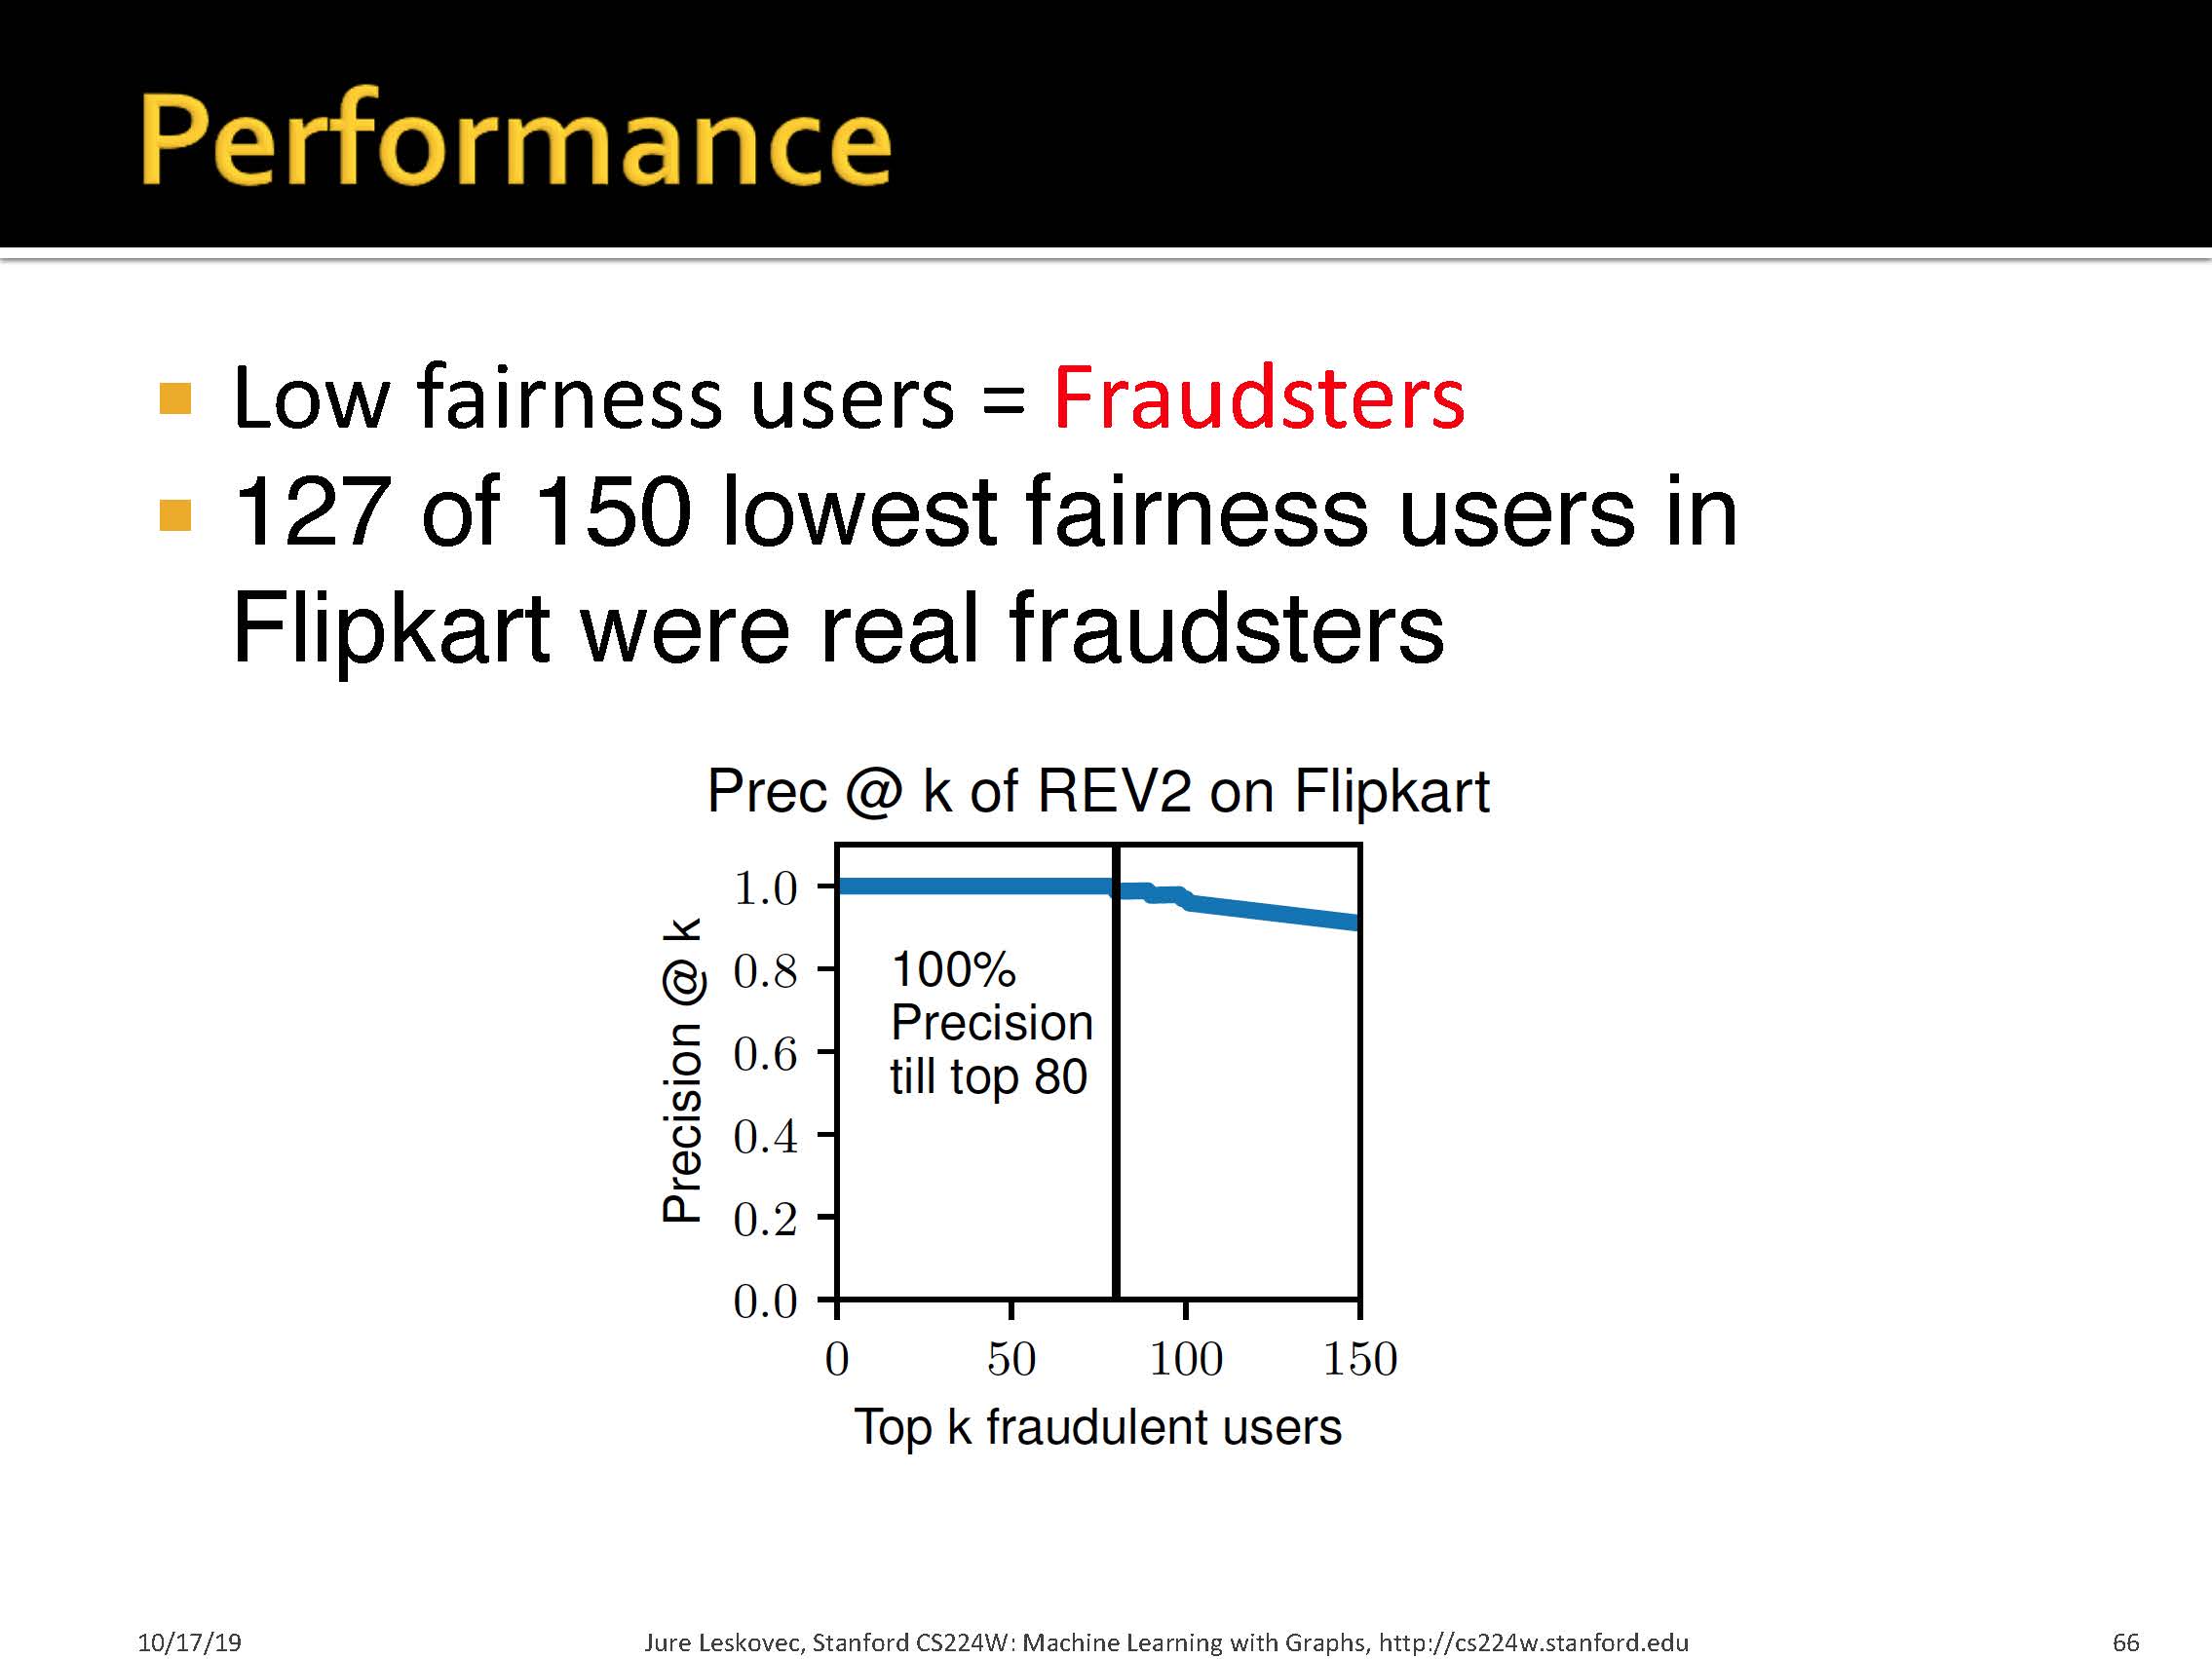 Performance
Low fairness users = Fraudsters
127 of 150 lowest fairness users in
Flipkart were real fraudsters
Prec @ k of REV2 on Flipkart
Precision @ k
1.0
0.8
0.6
0.4
0.2
0.0
100%
Precision
till top 80
0 50 100 150
Top k fraudulent users
10/17/19 Jure Leskovec, Stanford CS224W: Machine Learning with Graphs, http://cs224w.stanford.edu 66